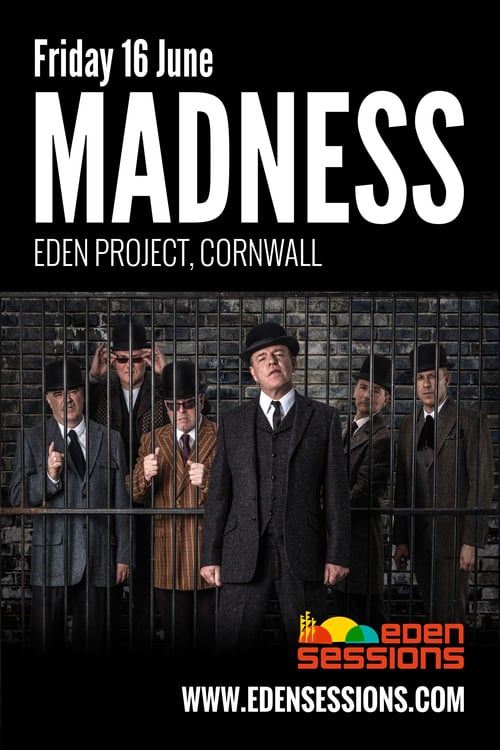 Friday 16 June
MADNESS
EDEN PROJECT, CORNWALL
eden
sessions
WWW.EDENSESSIONS.COM